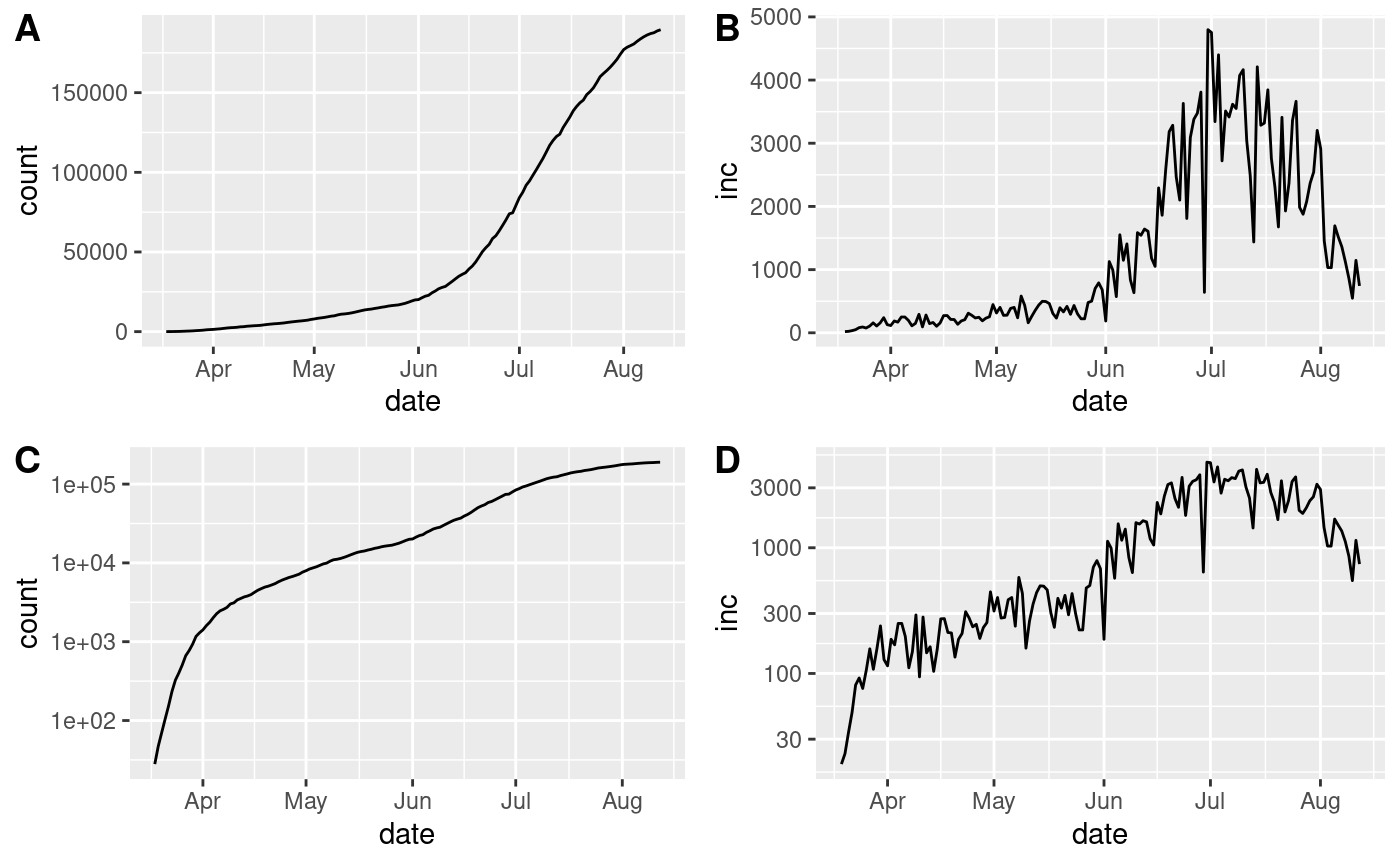 A
count
150000
100000
50000
0
Apr May Jun Jul Aug
date
B
inc
5000
4000
3000
2000
1000
0
Apr May Jun Jul Aug
date
C
count
1e+05
1e+04
1e+03
1e+02
Apr May Jun Jul Aug
date
D
inc
3000
1000
300
100
30
Apr May Jun Jul Aug
date